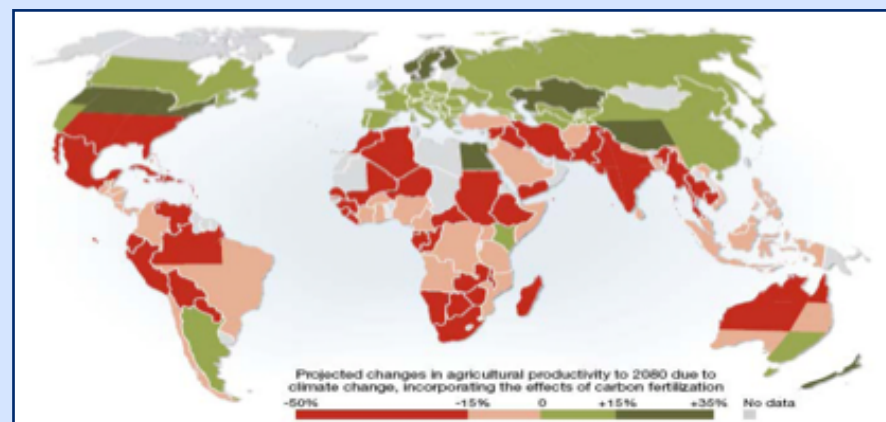 Projected changes in agricultural productivity to 2080 due to
climate change, incorporating the effects of carbon fertilization
-50% -15% 0 +15% +35% No data